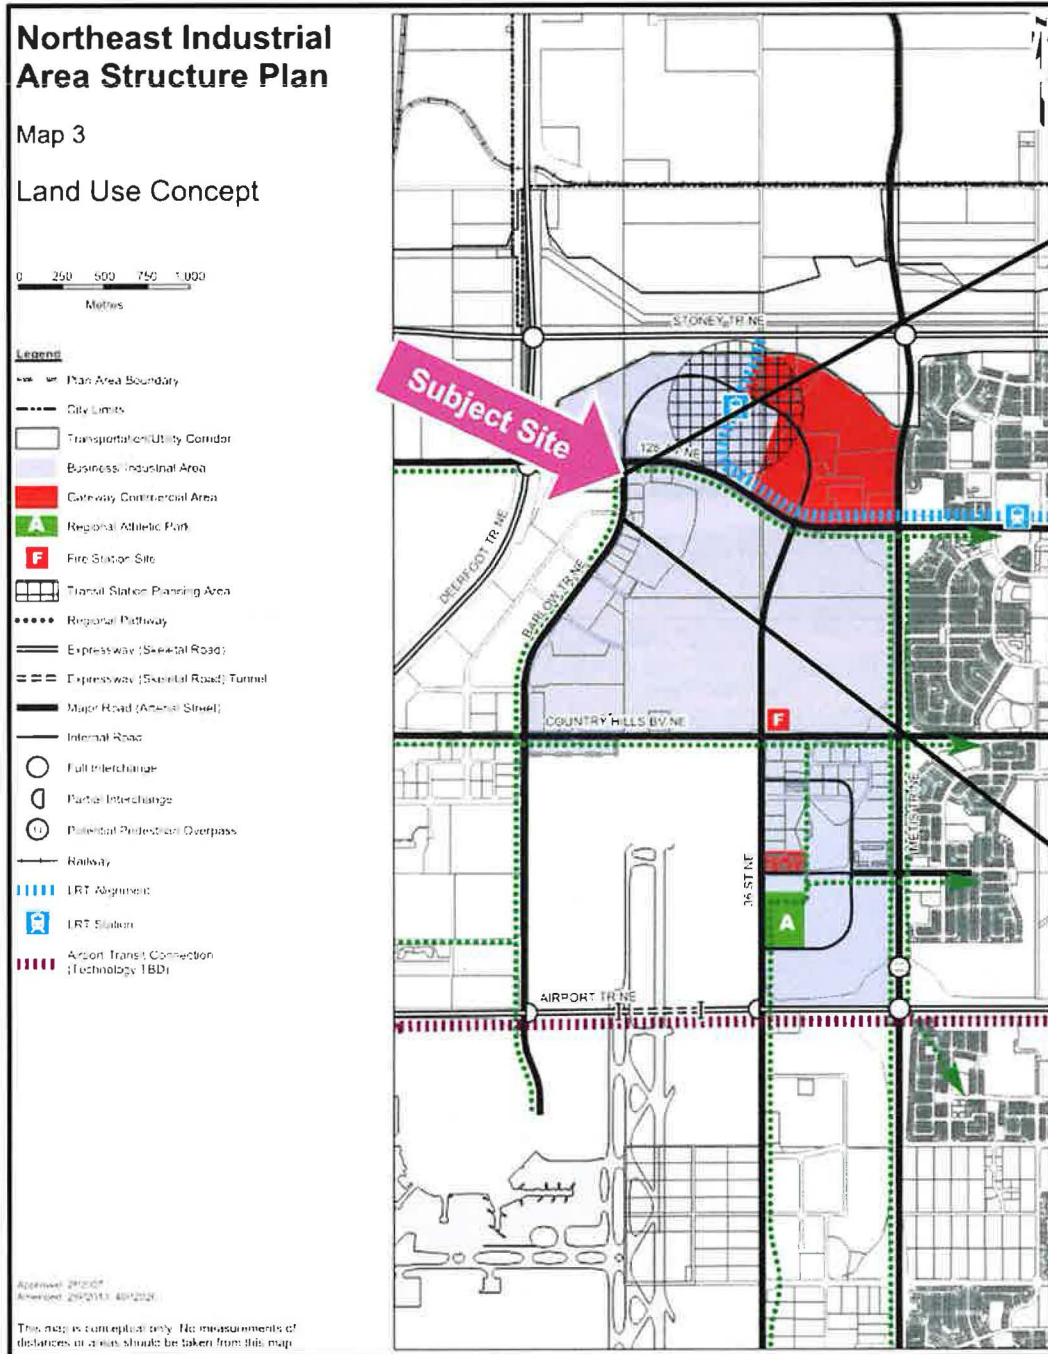 Northeast Industrial
Area Structure Plan
Map 3
Land Use Concept
0 250 500 750 1,000
Metres
Legend
Plan Area Boundary
City Limits
Transportation/Utility Corridor
Business/Industrial Area
Gateway Commercial Area
A Regional Athletic Park
F Fire Station Site
Transit Station Planning Area
Regional Pathway
Expressway (Skeletal Road)
Expressway (Skeletal Road) Tunnel
Major Road (Arterial Street)
Internal Road
Full Interchange
Partial Interchange
Potential Pedestrian Overpass
Railway
LRT Alignment
LRT Station
Airport Transit Connection
(Technology TBD)
This map is conceptual only. No measurements of
distances or areas should be taken from this map
STONEY TR NE
Subject Site
NE
DEERFOOT TR NE
BARLOW TR NE
COUNTRY HILLS BV NE
F
METIS TR NE
36 ST NE
A
AIRPORT TR NE